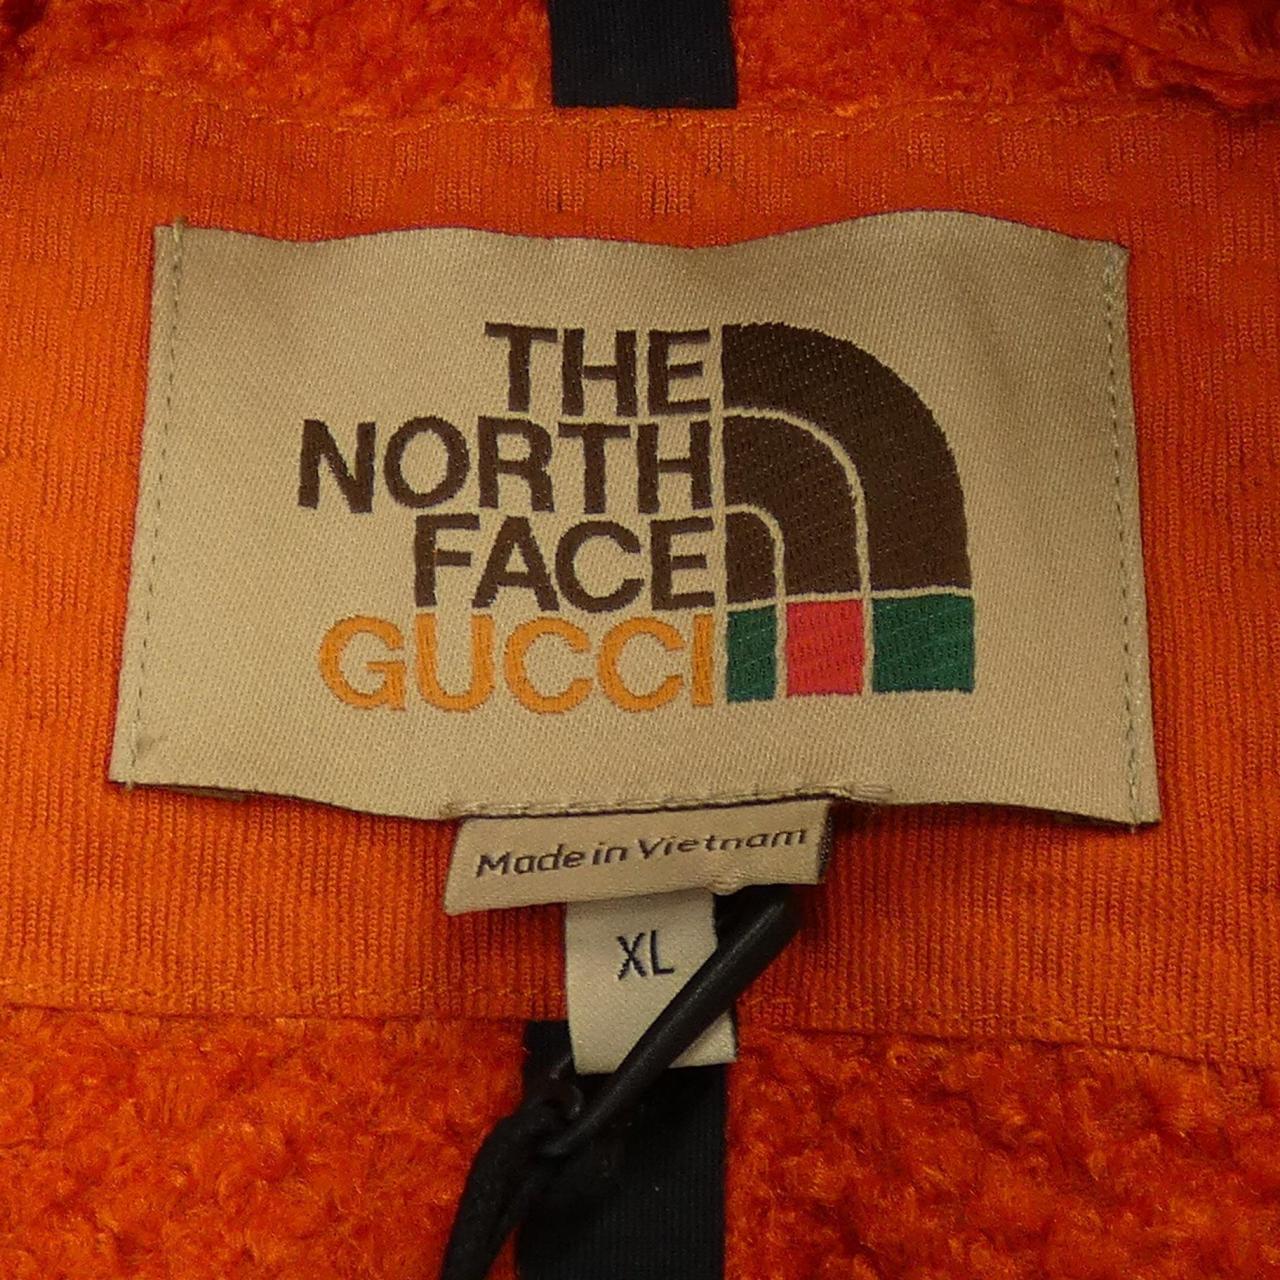 THE
NORTH
FACE
GUCCI
Made in Vietnam
XL